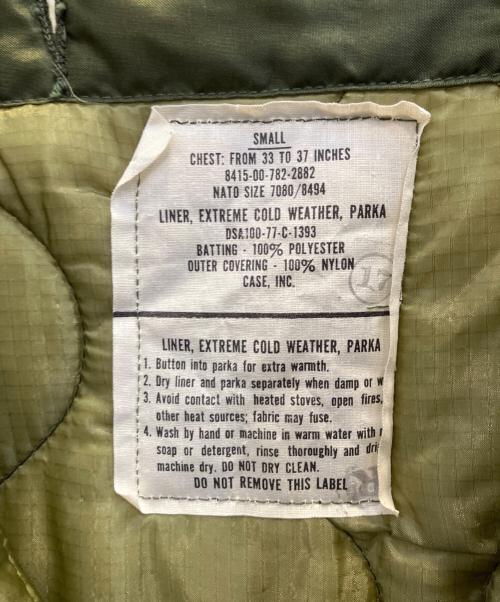 SMALL
CHEST: FROM 33 TO 37 INCHES
8415-00-782-2882
NATO SIZE 7080/8494
LINER, EXTREME COLD WEATHER, PARKA
DSA100-77-C-1393
BATTING - 100% POLYESTER
OUTER COVERING - 100% NYLON
CASE, INC.
17
LINER, EXTREME COLD WEATHER, PARKA
1. Button into parka for extra warmth.
2. Dry liner and parka separately when damp or
3. Avoid contact with heated stoves, open fires,
other heat sources; fabric may fuse.
4. Wash by hand or machine in warm water with
soap or detergent, rinse thoroughly and
machine dry. DO NOT DRY CLEAN.
DO NOT REMOVE THIS LABEL